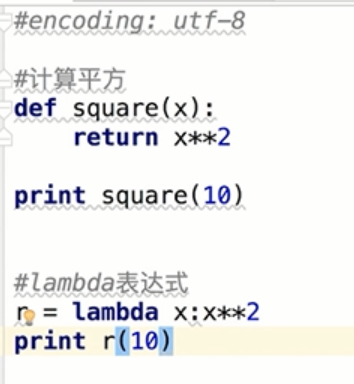 #encoding: utf-8
#计算平方
def square(x):
    return x**2
print square(10)
#lambda表达式
r = lambda x:x**2
print r(10)